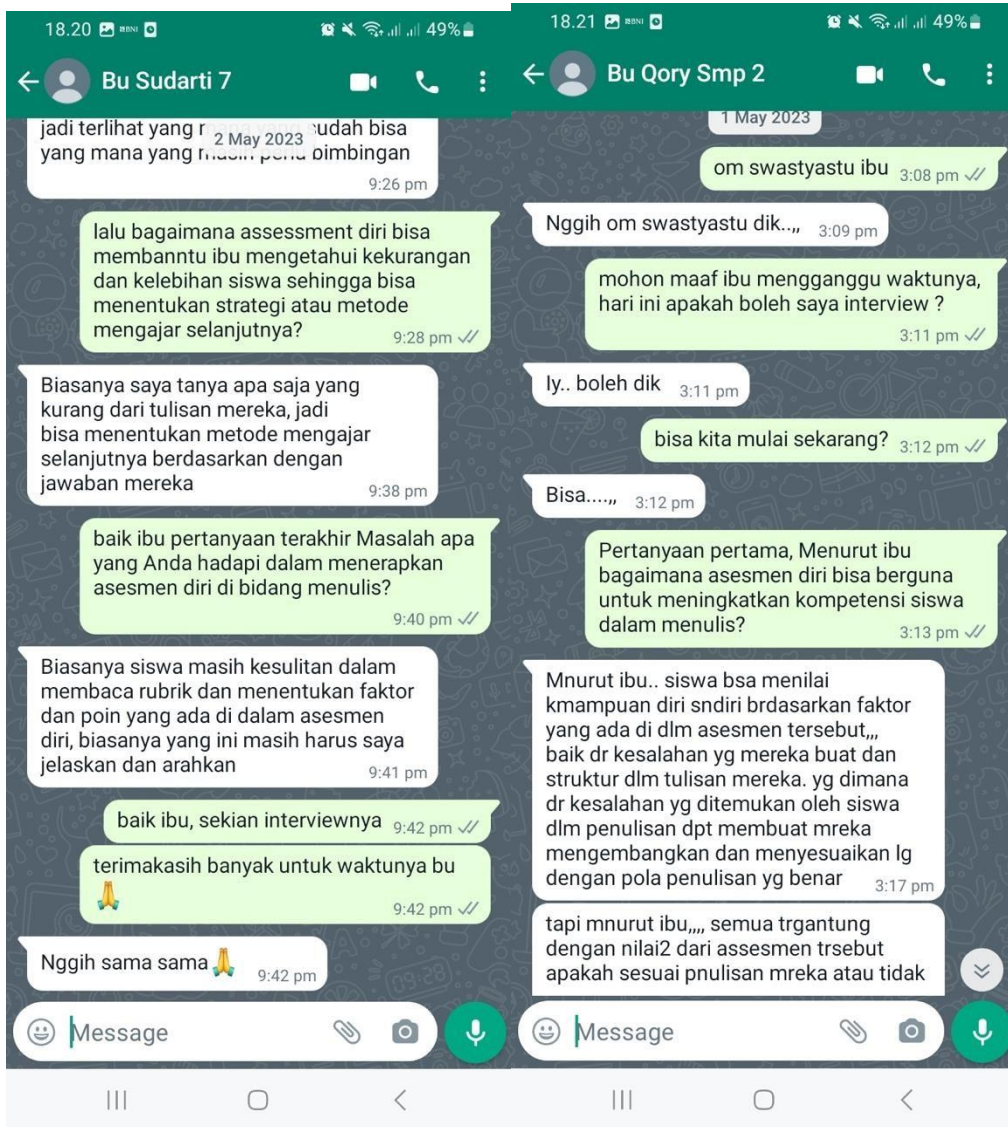 18.20 BNI 49%
Bu Sudarti 7
jadi terlihat yang sudah bisa
2 May 2023
yang mana yang masih perlu bimbingan
9:26 pm
lalu bagaimana assessment diri bisa
membanntu ibu mengetahui kekurangan
dan kelebihan siswa sehingga bisa
menentukan strategi atau metode
mengajar selanjutnya?
9:28 pm
Biasanya saya tanya apa saja yang
kurang dari tulisan mereka, jadi
bisa menentukan metode mengajar
selanjutnya berdasarkan dengan
jawaban mereka
9:38 pm
baik ibu pertanyaan terakhir Masalah apa
yang Anda hadapi dalam menerapkan
asesmen diri di bidang menulis?
9:40 pm
Biasanya siswa masih kesulitan dalam
membaca rubrik dan menentukan faktor
dan poin yang ada di dalam asesmen
diri, biasanya yang ini masih harus saya
jelaskan dan arahkan
9:41 pm
baik ibu, sekian interviewnya 9:42 pm
terimakasih banyak untuk waktunya bu
🙏
9:42 pm
Nggih sama sama🙏 9:42 pm
Message
18.21 BNI 49%
Bu Qory Smp 2
1 May 2023
om swastyastu ibu 3:08 pm
Nggih om swastyastu dik..,, 3:09 pm
mohon maaf ibu mengganggu waktunya,
hari ini apakah boleh saya interview ?
3:11 pm
Iy.. boleh dik 3:11 pm
bisa kita mulai sekarang? 3:12 pm
Bisa....,, 3:12 pm
Pertanyaan pertama, Menurut ibu
bagaimana asesmen diri bisa berguna
untuk meningkatkan kompetensi siswa
dalam menulis?
3:13 pm
Mnurut ibu.. siswa bsa menilai
kmampuan diri sndiri brdasarkan faktor
yang ada di dlm asesmen tersebut,,,
baik dr kesalahan yg mereka buat dan
struktur dlm tulisan mereka. yg dimana
dr kesalahan yg ditemukan oleh siswa
dlm penulisan dpt membuat mreka
mengembangkan dan menyesuaikan lg
dengan pola penulisan yg benar
3:17 pm
tapi mnurut ibu,,,, semua trgantung
dengan nilai2 dari assesmen trsebut
apakah sesuai pnulisan mreka atau tidak
Message